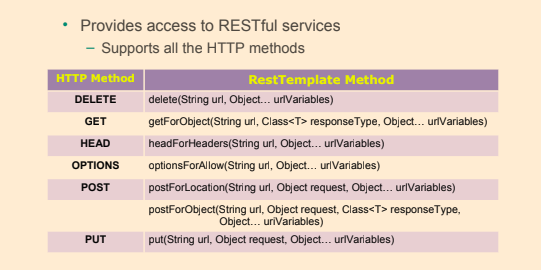 • Provides access to RESTful services
– Supports all the HTTP methods
HTTP Method RestTemplate Method
DELETE delete(String url, Object… urlVariables)
GET getForObject(String url, Class<T> responseType, Object… urlVariables)
HEAD headForHeaders(String url, Object… urlVariables)
OPTIONS optionsForAllow(String url, Object… urlVariables)
POST postForLocation(String url, Object request, Object… urlVariables)
postForObject(String url, Object request, Class<T> responseType,
Object… uriVariables)
PUT put(String url, Object request, Object… urlVariables)